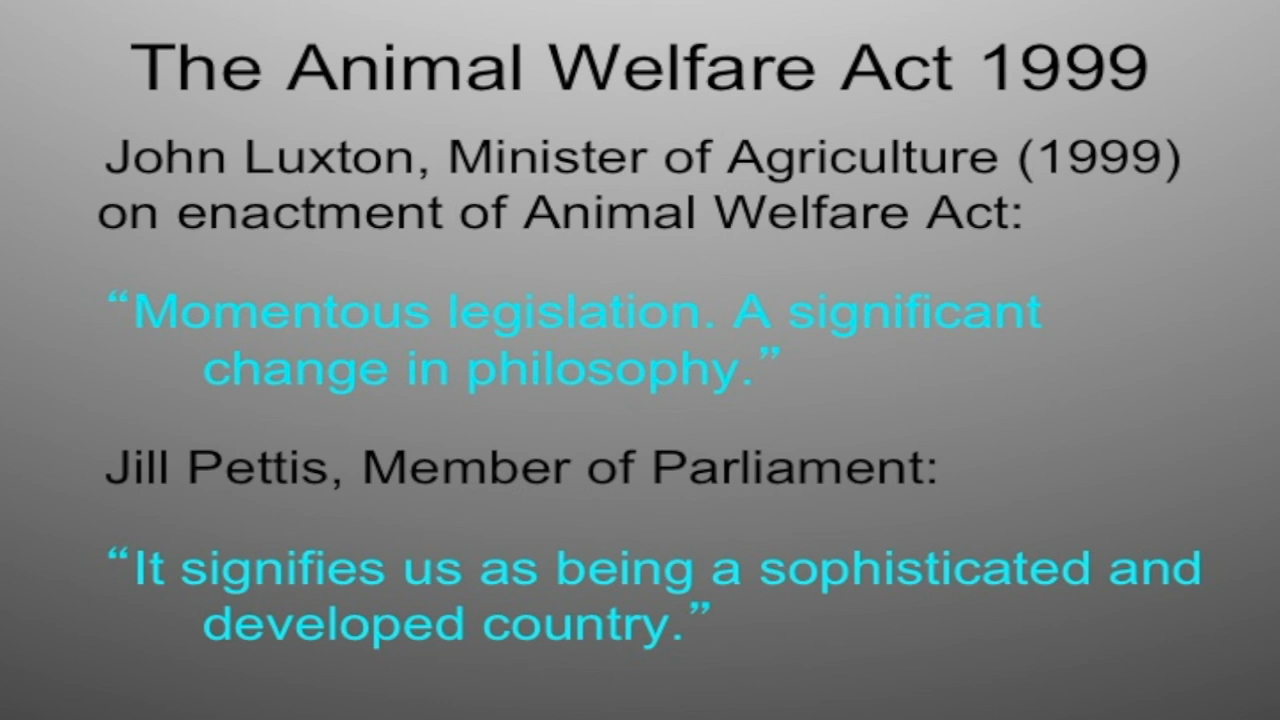 The Animal Welfare Act 1999
John Luxton, Minister of Agriculture (1999)
on enactment of Animal Welfare Act:
“Momentous legislation. A significant
change in philosophy.”
Jill Pettis, Member of Parliament:
“It signifies us as being a sophisticated and
developed country.”